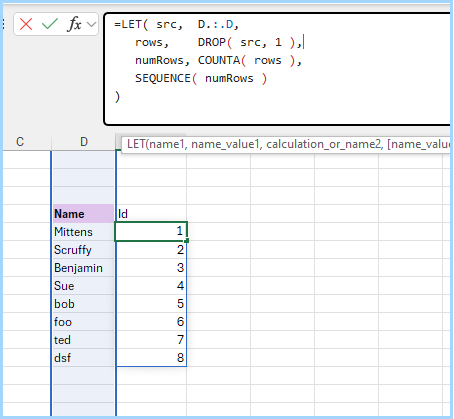 fx
=LET( src, D.:.D,
rows, DROP( src, 1 ),
numRows, COUNTA( rows ),
SEQUENCE( numRows )
)
LET(name1, name_value1, calculation_or_name2, [name_valu
C D
Name Id
Mittens 1
Scruffy 2
Benjamin 3
Sue 4
bob 5
foo 6
ted 7
dsf 8